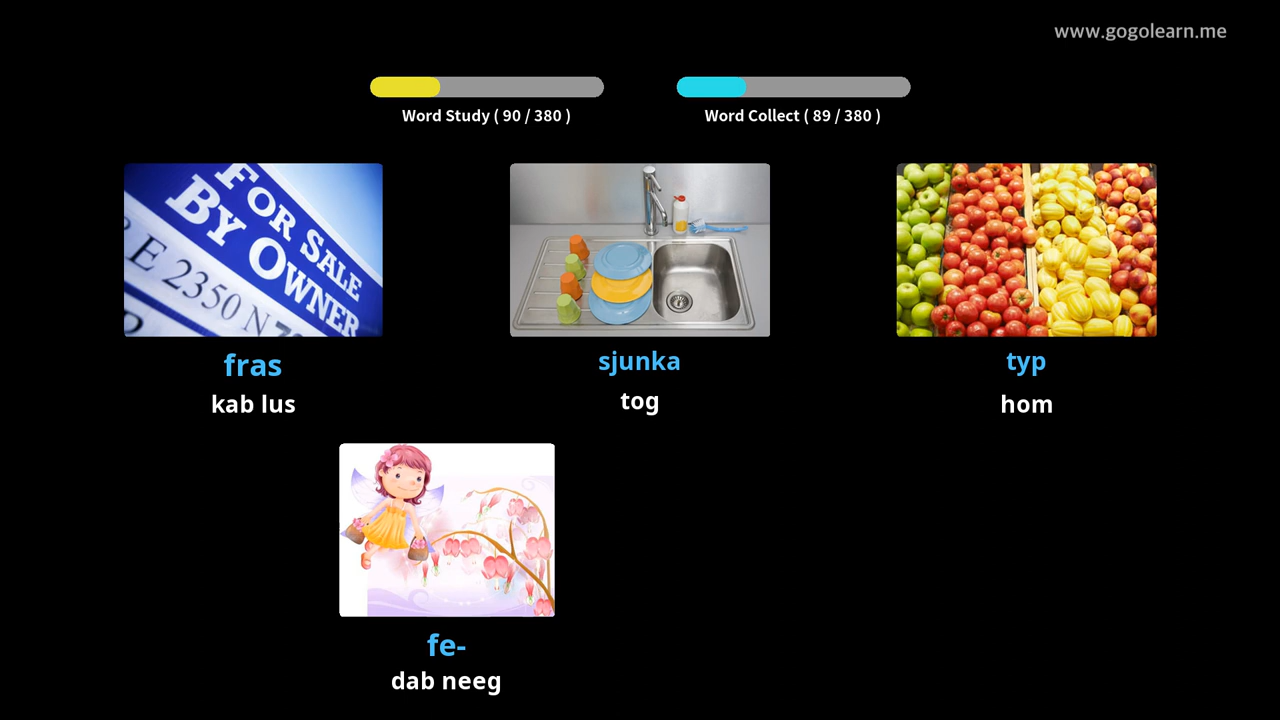 www.gogolearn.me
Word Study ( 90 / 380 )
Word Collect ( 89 / 380 )
FOR SALE
BY OWNER
E 2350 N
fras
kab lus
sjunka
tog
typ
hom
fe-
dab neeg